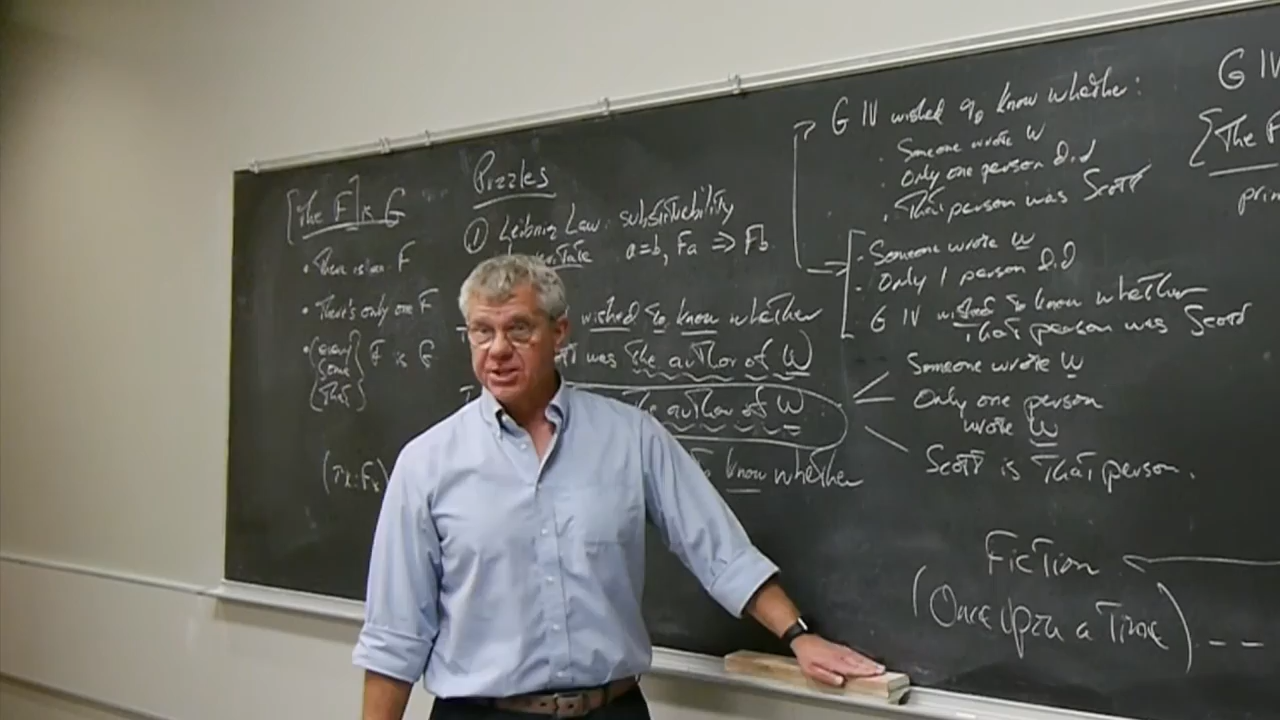 [The F] is G
• There is an F
• There's only one F
• {every some That} F is G
Puzzles
① Leibniz Law: substitutability
a=b, Fa ⇒ Fb
wished to know whether
was the author of W
the author of W
know whether
G IV wished to know whether:
· Someone wrote W
· Only one person did
· That person was Scott
· Someone wrote W
· Only 1 person did
G IV wished to know whether
That person was Scott
Someone wrote W
Only one person
wrote W
Scott is That person.
Fiction
(Once upon a Time) ---
G IV
[The F